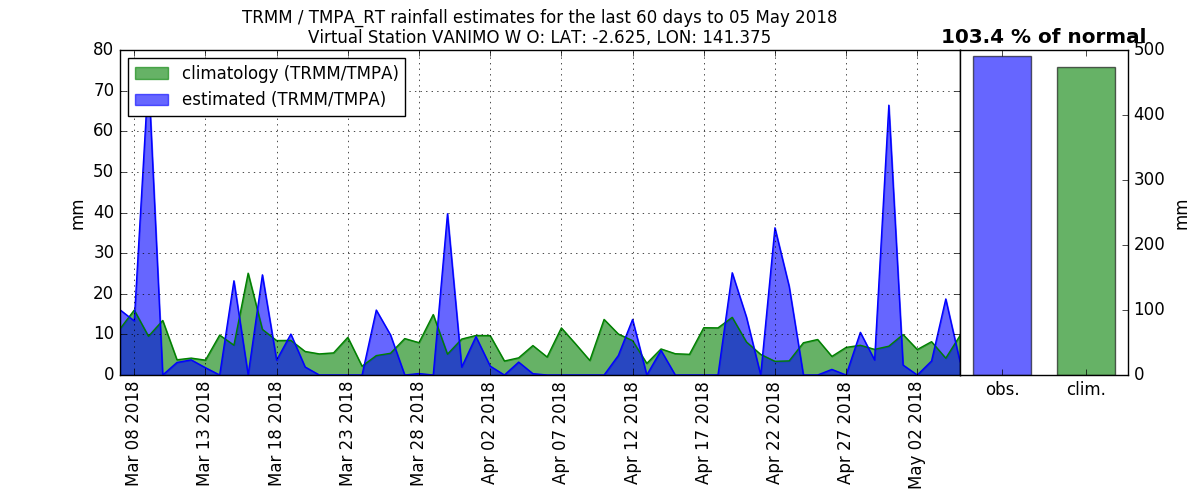 TRMM / TMPA_RT rainfall estimates for the last 60 days to 05 May 2018
Virtual Station VANIMO W O: LAT: -2.625, LON: 141.375
103.4 % of normal
climatology (TRMM/TMPA)
estimated (TRMM/TMPA)
mm
80
70
60
50
40
30
20
10
0
Mar 08 2018
Mar 13 2018
Mar 18 2018
Mar 23 2018
Mar 28 2018
Apr 02 2018
Apr 07 2018
Apr 12 2018
Apr 17 2018
Apr 22 2018
Apr 27 2018
May 02 2018
obs.
clim.
500
400
300
200
100
0
mm